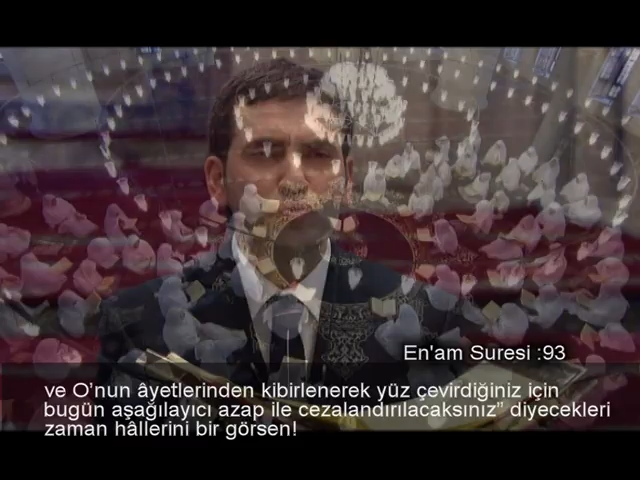 En'am Suresi :93
ve O’nun âyetlerinden kibirlenerek yüz çevirdiğiniz için
bugün aşağılayıcı azap ile cezalandırılacaksınız” diyecekleri
zaman hâllerini bir görsen!